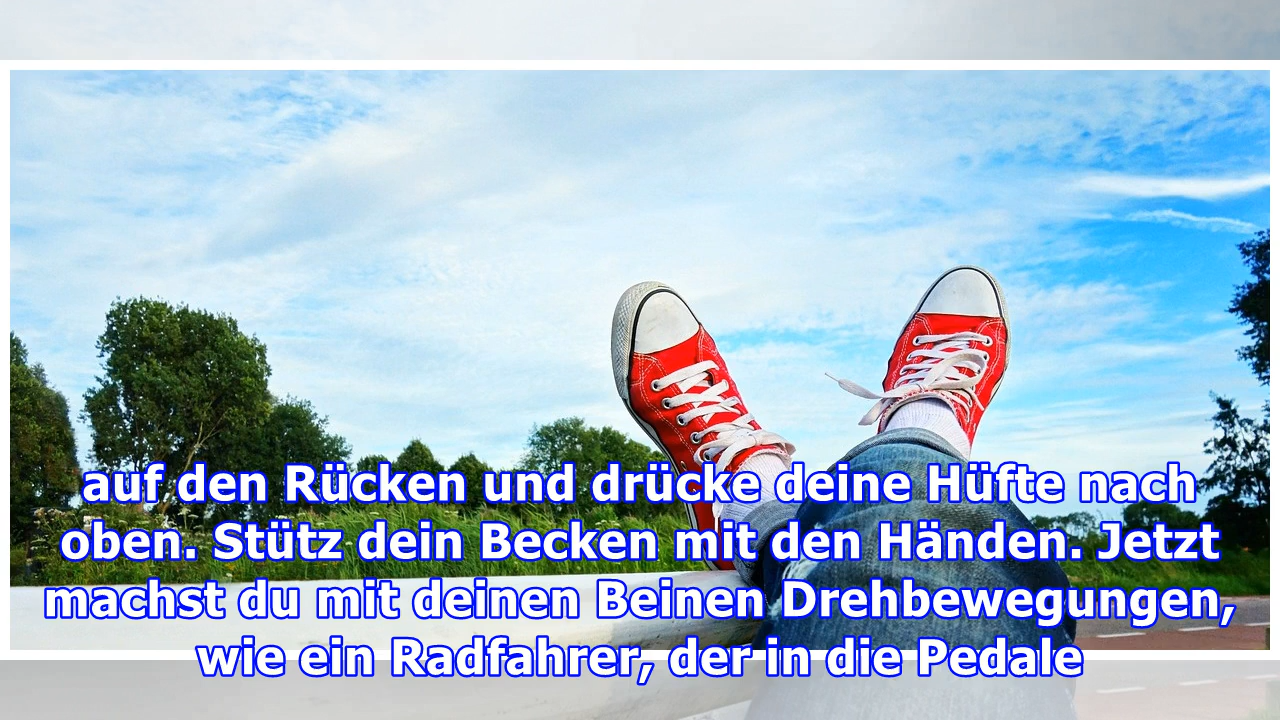 auf den Rücken und drücke deine Hüfte nach
oben. Stütz dein Becken mit den Händen. Jetzt
machst du mit deinen Beinen Drehbewegungen,
wie ein Radfahrer, der in die Pedale